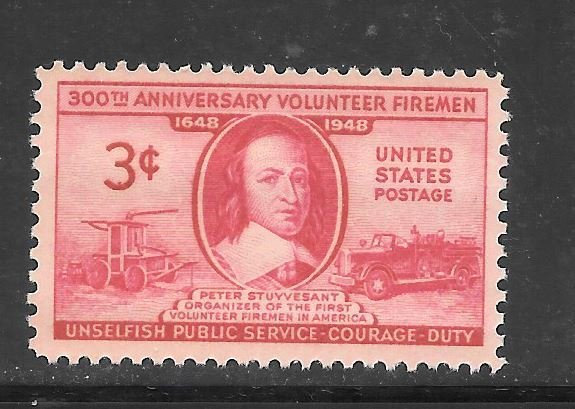 300TH ANNIVERSARY VOLUNTEER FIREMEN
1648 1948
3¢
UNITED
STATES
POSTAGE
PETER STUYVESANT
ORGANIZER OF THE FIRST
VOLUNTEER FIREMEN IN AMERICA
UNSELFISH PUBLIC SERVICE-COURAGE-DUTY